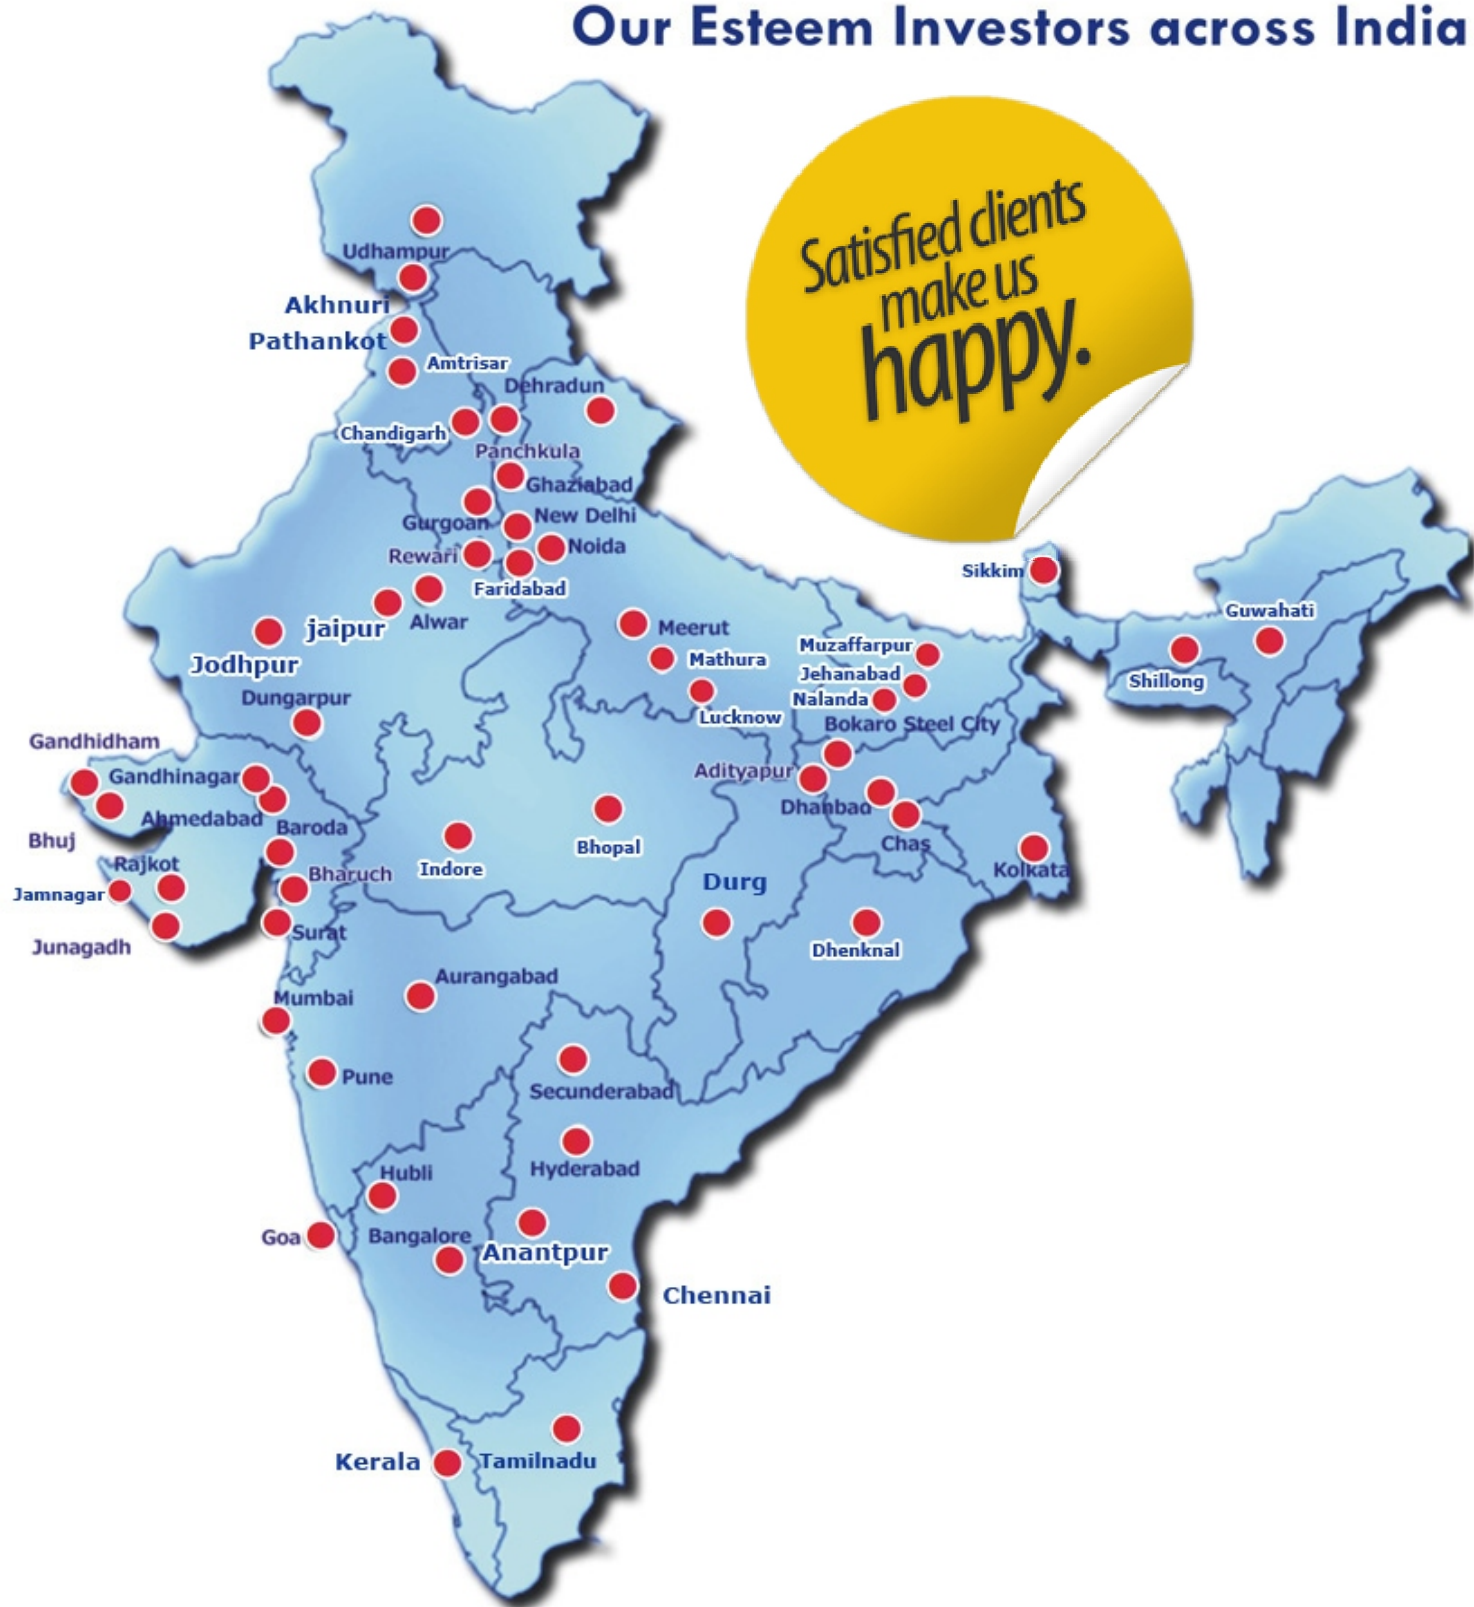 Our Esteem Investors across India
Satisfied clients
make us
happy.
Udhampur
Akhnuri
Pathankot
Amtrisar
Dehradun
Chandigarh
Panchkula
Ghaziabad
Gurgoan
New Delhi
Rewari
Noida
Faridabad
Sikkim
Guwahati
jaipur
Alwar
Meerut
Muzaffarpur
Mathura
Jodhpur
Jehanabad
Shillong
Dungarpur
Nalanda
Lucknow
Bokaro Steel City
Gandhidham
Gandhinagar
Adityapur
Dhanbao
Ahmedabad
Baroda
Bhuj
Chas
Bhopal
Rajkot
Indore
Kolkata
Bharuch
Durg
Jamnagar
Surat
Junagadh
Dhenknal
Aurangabad
Mumbai
Pune
Secunderabad
Hyderabad
Hubli
Goa
Bangalore
Anantpur
Chennai
Kerala
Tamilnadu